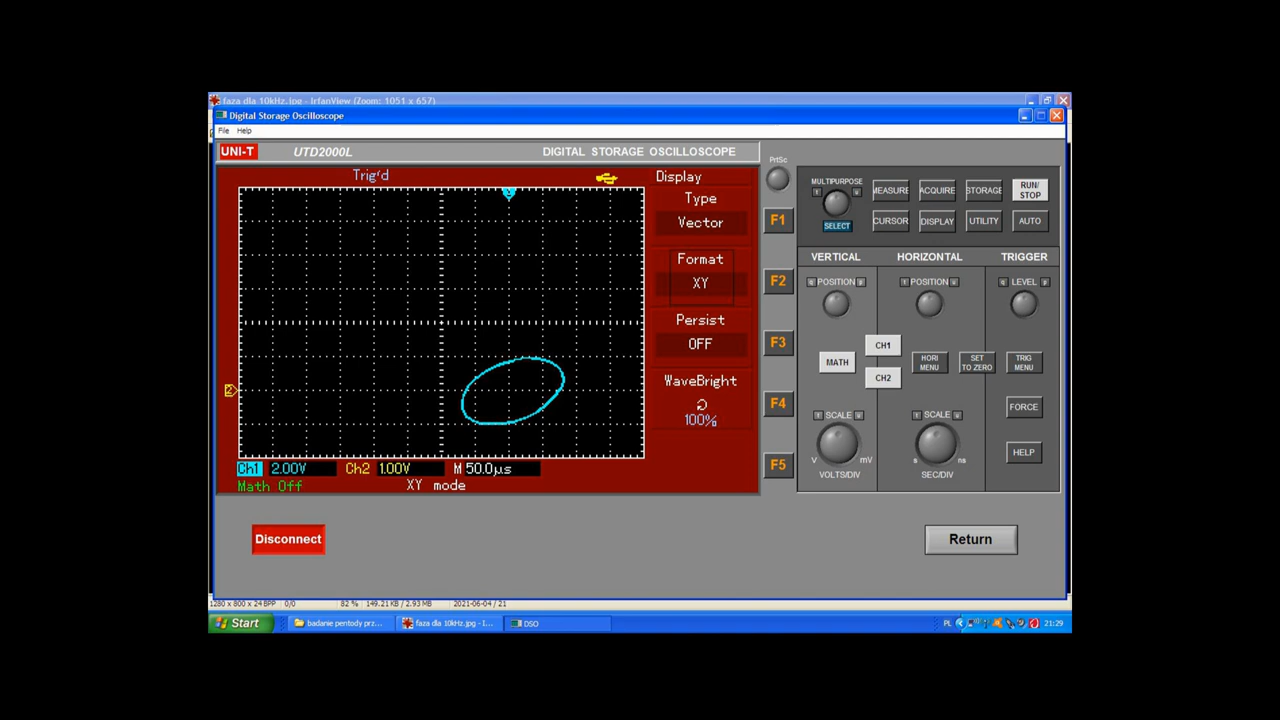 faza dla 10kHz.jpg - IrfanView (Zoom: 1051 x 657)
Digital Storage Oscilloscope
File Help
UNI-T UTD2000L DIGITAL STORAGE OSCILLOSCOPE
Trig'd
Display
Type
Vector
Format
XY
Persist
OFF
WaveBright
100%
Ch1 2.00V Ch2 1.00V M 50.0μs
Math Off XY mode
PrtSc
F1
F2
F3
F4
F5
MULTIPURPOSE
SELECT
MEASURE ACQUIRE STORAGE RUN/
STOP
CURSOR DISPLAY UTILITY AUTO
VERTICAL HORIZONTAL TRIGGER
POSITION POSITION LEVEL
CH1
MATH
CH2
HORI
MENU
SET
TO ZERO
TRIG
MENU
FORCE
SCALE SCALE
HELP
V mV s ns
VOLTS/DIV SEC/DIV
Disconnect Return
1280 x 800 x 24 BPP 0/0 82 % 149.21 KB / 2.93 MB 2021-06-04 / 21
Start badanie pentody prz... faza dla 10kHz.jpg - I... DSO PL 21:29